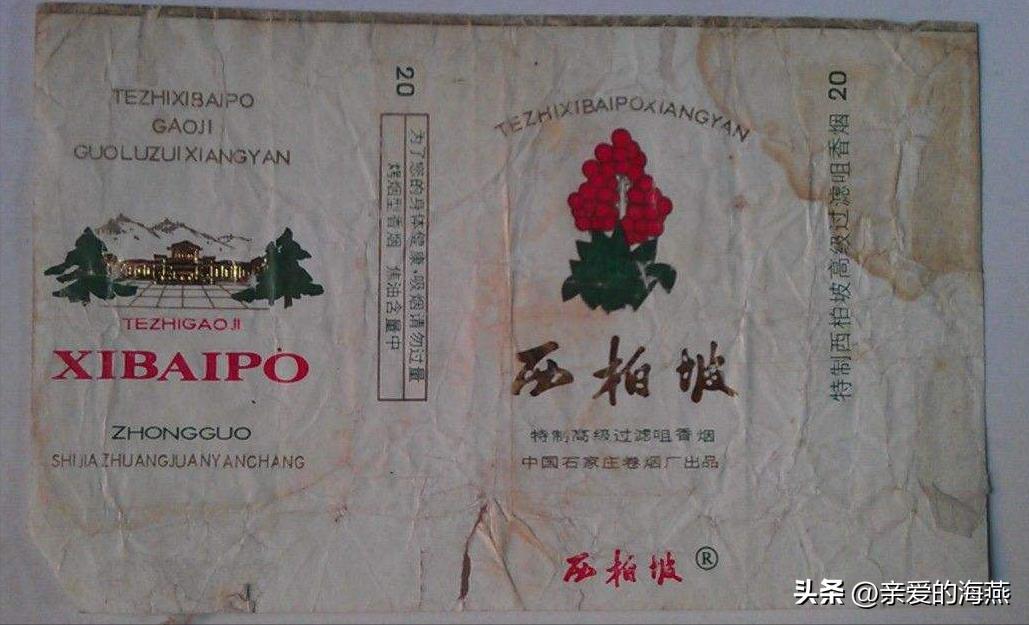 TEZHIXIBAIPO
GAOJI
GUOLUZUIXIANGYAN
TEZHIGAOJI
XIBAIPO
ZHONGGUO
SHIJIAZHUANGJUANYANCHANG
20
为了您的身体健康·吸烟请勿过量
烤烟型香烟 焦油含量中
TEZHIXIBAIPOXIANGYAN
西柏坡
特制高级过滤咀香烟
中国石家庄卷烟厂出品
西柏坡®
特制西柏坡高级过滤咀香烟 20
头条 @亲爱的海燕